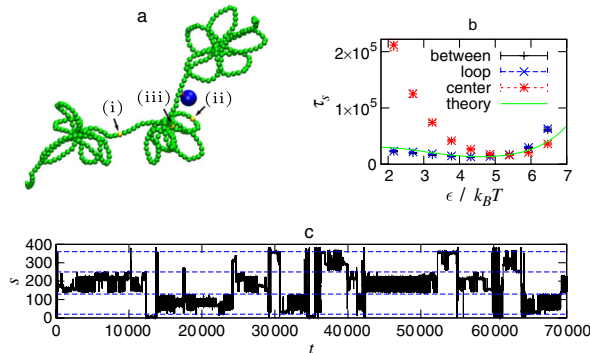 a
(i)
(iii)
(ii)
b
2×10⁵
1×10⁵
0
τₛ
between
loop
center
theory
2 3 4 5 6 7
ϵ / k_BT
c
400
300
200
100
0
s
0 10000 20000 30000 40000 50000 60000 70000
t